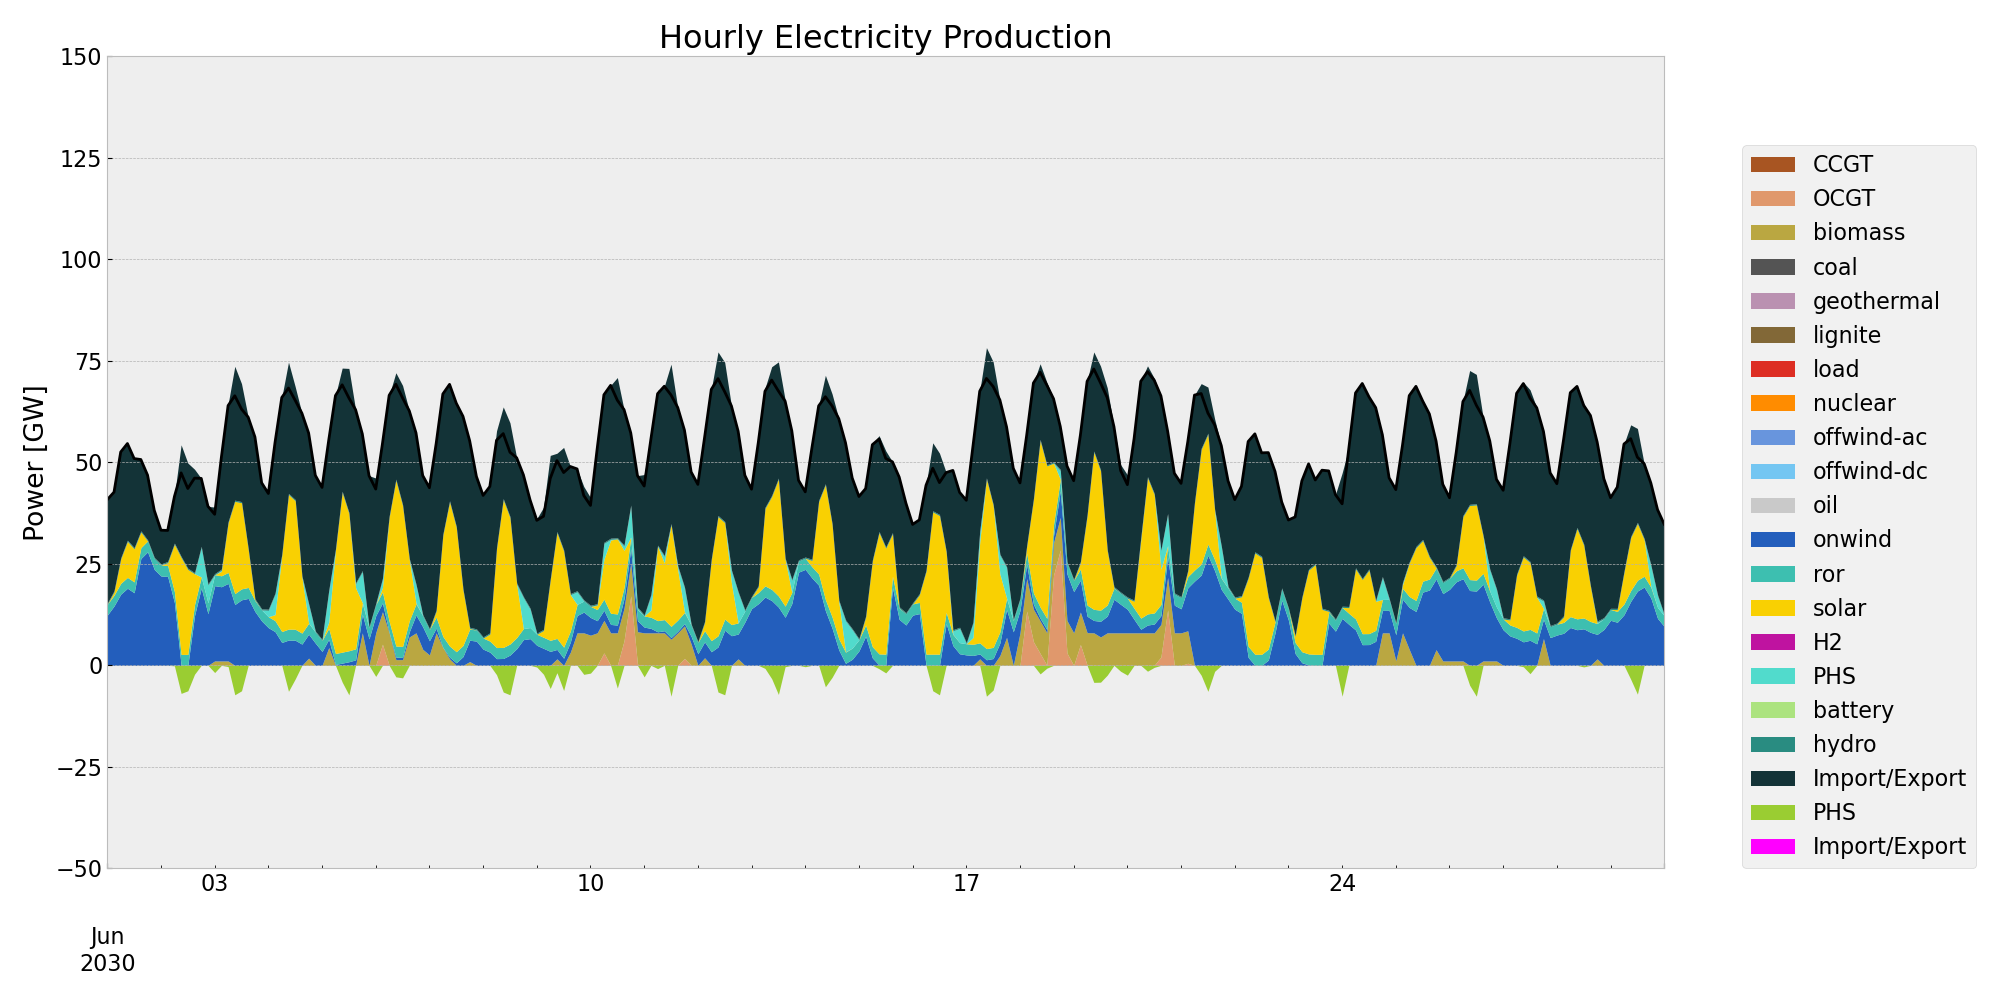 Hourly Electricity Production
Power [GW]
150
125
100
75
50
25
0
−25
−50
03
10
17
24
Jun
2030
CCGT
OCGT
biomass
coal
geothermal
lignite
load
nuclear
offwind-ac
offwind-dc
oil
onwind
ror
solar
H2
PHS
battery
hydro
Import/Export
PHS
Import/Export